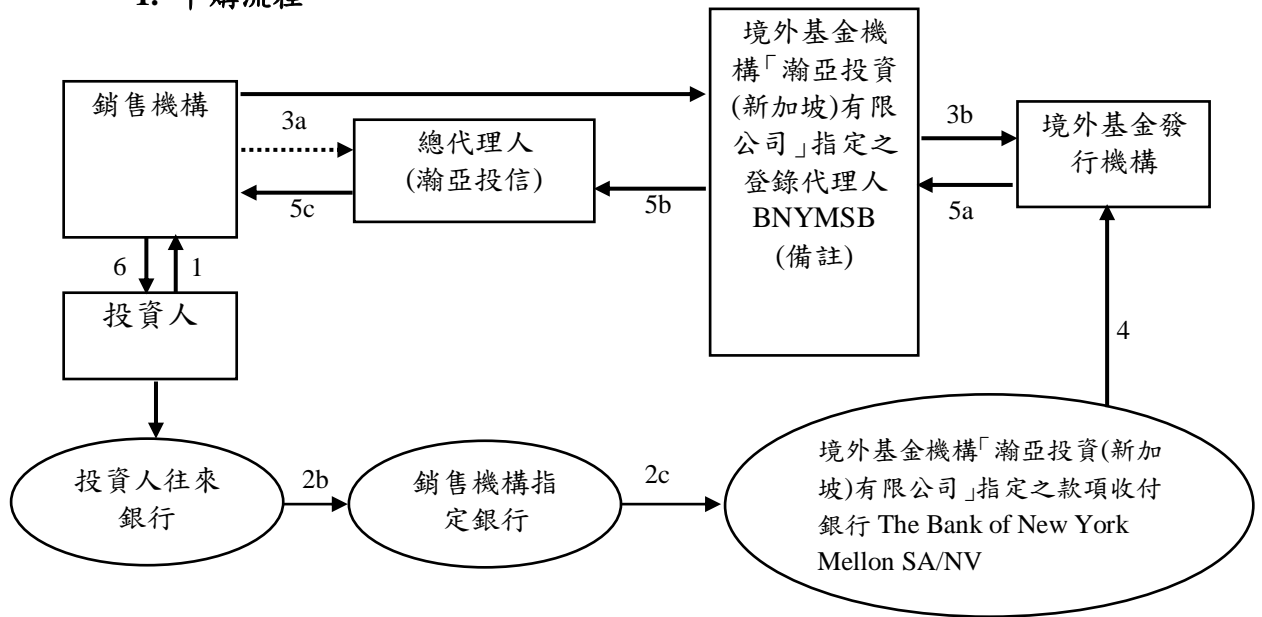 銷售機構
3a
總代理人
(瀚亞投信)
5c
5b
境外基金機
構「瀚亞投資
(新加坡)有限
公司」指定之
登錄代理人
BNYMSB
(備註)
3b
5a
境外基金發
行機構
6
1
投資人
4
投資人往來
銀行
2b
銷售機構指
定銀行
2c
境外基金機構「瀚亞投資(新加
坡)有限公司」指定之款項收付
銀行 The Bank of New York
Mellon SA/NV